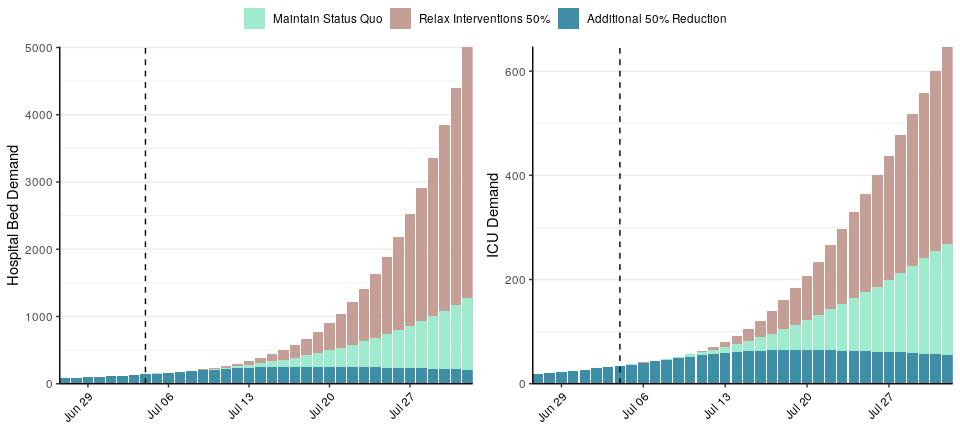 Maintain Status Quo Relax Interventions 50% Additional 50% Reduction
Hospital Bed Demand
5000
4000
3000
2000
1000
0
Jun 29 Jul 06 Jul 13 Jul 20 Jul 27
ICU Demand
600
400
200
0
Jun 29 Jul 06 Jul 13 Jul 20 Jul 27